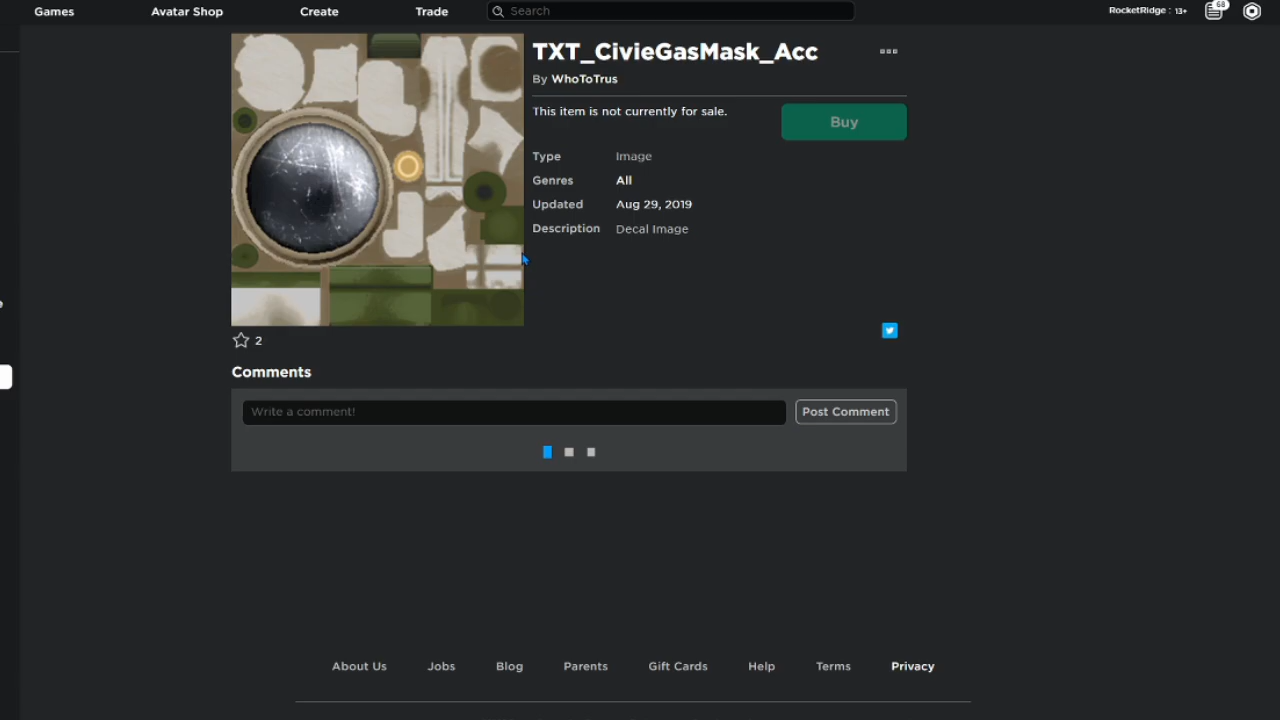 Games
Avatar Shop
Create
Trade
Search
RocketRidge : 13+
68
TXT_CivieGasMask_Acc
By WhoToTrus
This item is not currently for sale.
Buy
Type Image
Genres All
Updated Aug 29, 2019
Description Decal Image
2
Comments
Write a comment!
Post Comment
About Us
Jobs
Blog
Parents
Gift Cards
Help
Terms
Privacy